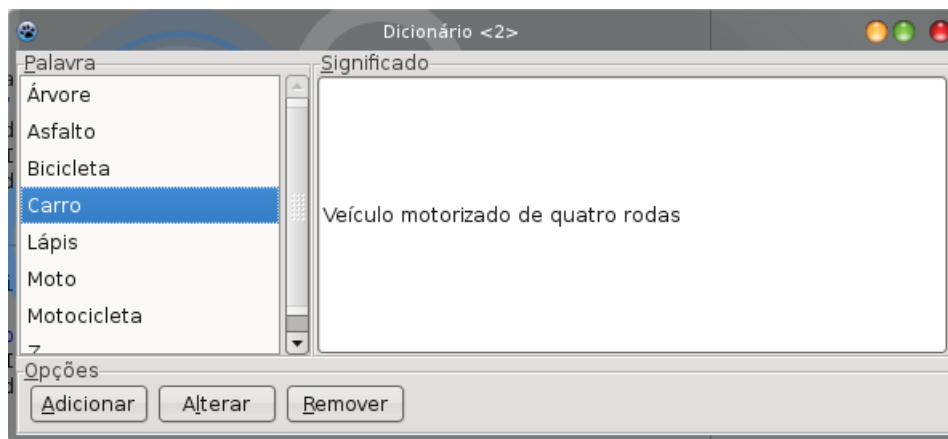 Dicionário <2>
Palavra
Significado
Árvore
Asfalto
Bicicleta
Carro
Lápis
Moto
Motocicleta
Veículo motorizado de quatro rodas
Opções
Adicionar
Alterar
Remover